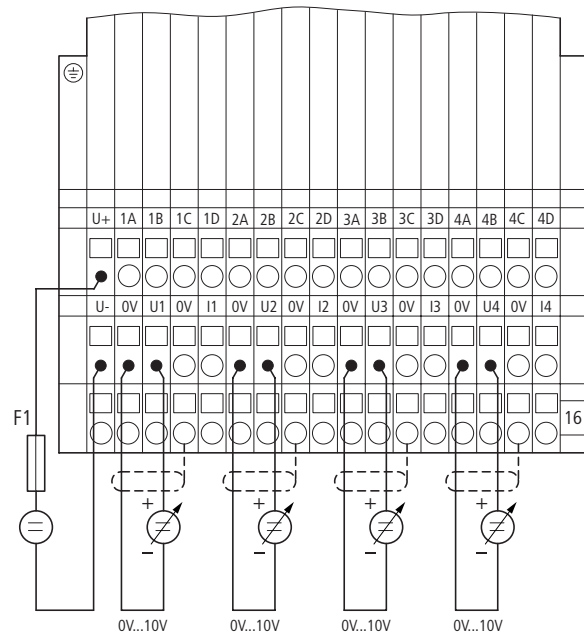 U+ 1A 1B 1C 1D 2A 2B 2C 2D 3A 3B 3C 3D 4A 4B 4C 4D
U- 0V U1 0V I1 0V U2 0V I2 0V U3 0V I3 0V U4 0V I4
F1
16
+ + + +
= = = = =
− − − −
0V...10V 0V...10V 0V...10V 0V...10V